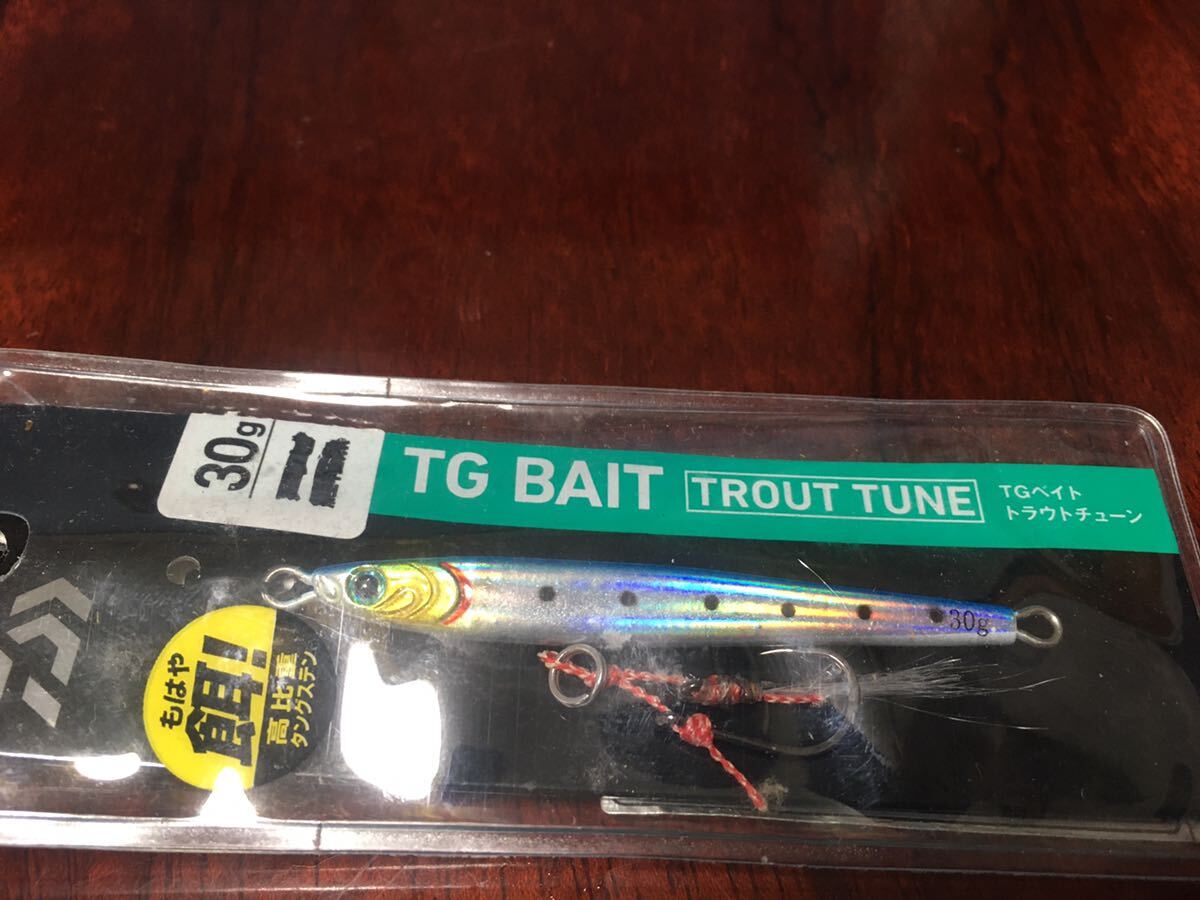 30g
TG BAIT
TROUT TUNE
TGベイト
トラウトチューン
30g
もはや
餌!
高比重
タングステン